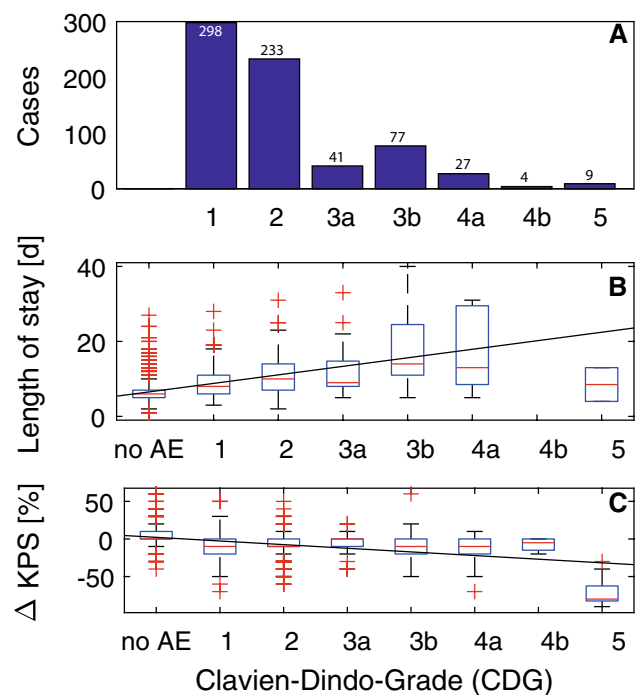 A
Cases
300
200
100
0
298
233
41
77
27
4
9
1 2 3a 3b 4a 4b 5
B
Length of stay [d]
40
20
0
no AE 1 2 3a 3b 4a 4b 5
C
Δ KPS [%]
50
0
-50
no AE 1 2 3a 3b 4a 4b 5
Clavien-Dindo-Grade (CDG)